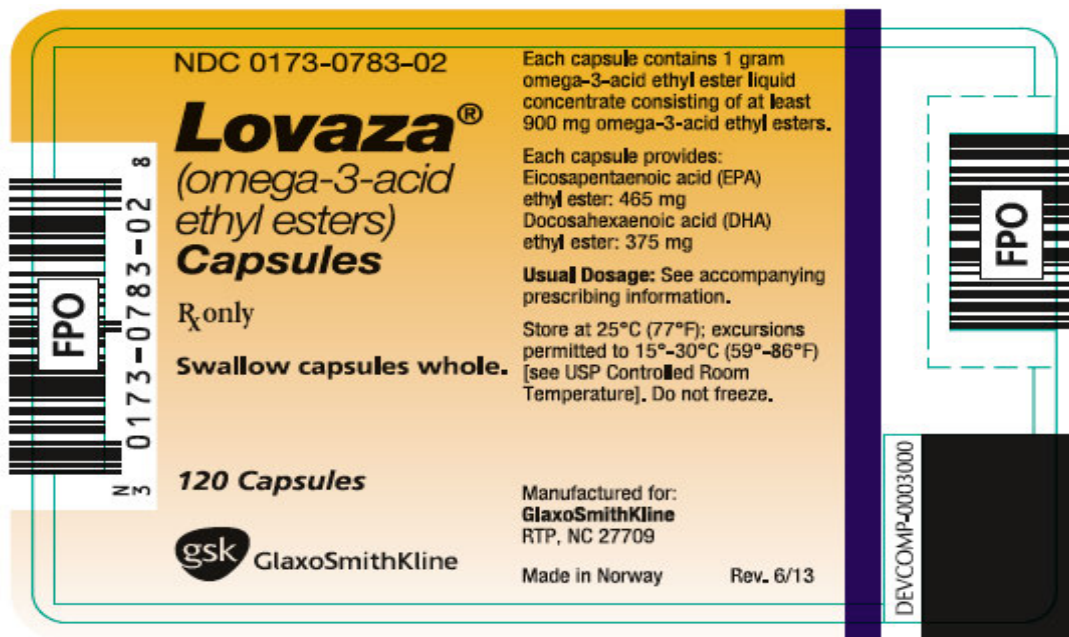 NDC 0173-0783-02
Lovaza®
(omega-3-acid
ethyl esters)
Capsules
Rx only
Swallow capsules whole.
120 Capsules
gsk GlaxoSmithKline
FPO
N 3 0173-0783-02 8
Each capsule contains 1 gram
omega-3-acid ethyl ester liquid
concentrate consisting of at least
900 mg omega-3-acid ethyl esters.
Each capsule provides:
Eicosapentaenoic acid (EPA)
ethyl ester: 465 mg
Docosahexaenoic acid (DHA)
ethyl ester: 375 mg
Usual Dosage: See accompanying
prescribing information.
Store at 25°C (77°F); excursions
permitted to 15°-30°C (59°-86°F)
[see USP Controlled Room
Temperature]. Do not freeze.
Manufactured for:
GlaxoSmithKline
RTP, NC 27709
Made in Norway Rev. 6/13
FPO
DEVCOMP-0003000